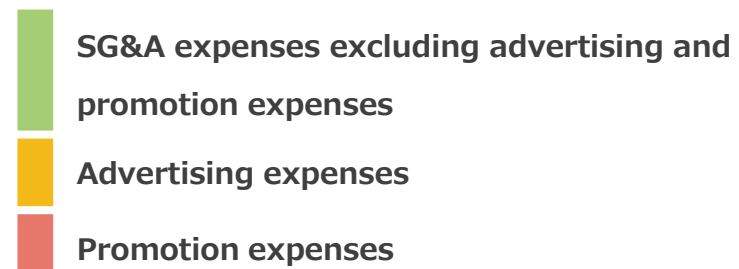 SG&A expenses excluding advertising and
promotion expenses
Advertising expenses
Promotion expenses